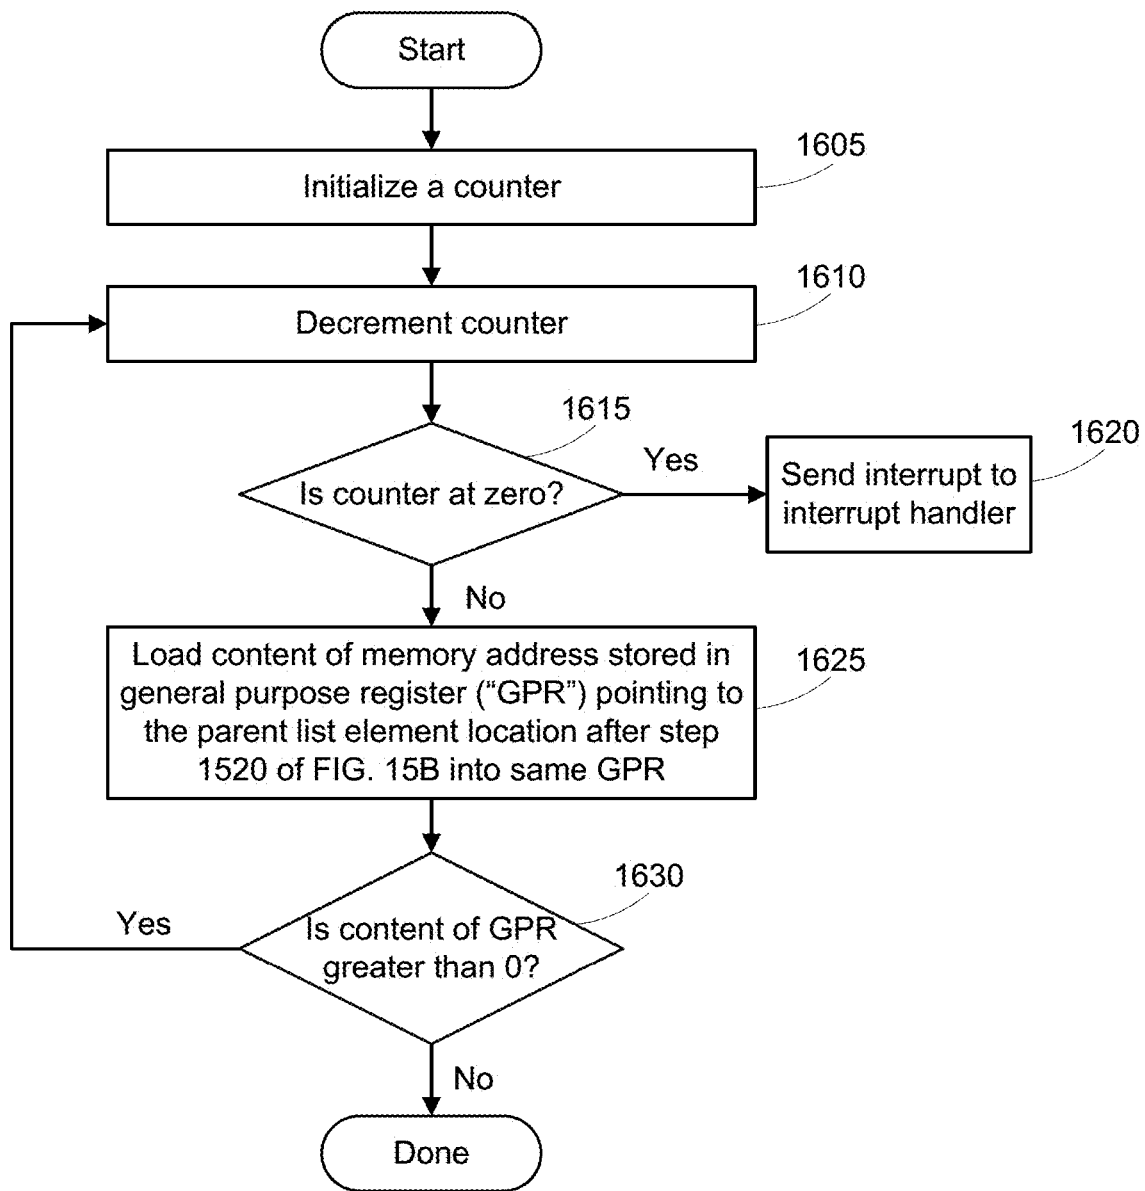 Start
1605
Initialize a counter
1610
Decrement counter
1615
Is counter at zero?
Yes
1620
Send interrupt to
interrupt handler
No
1625
Load content of memory address stored in
general purpose register (“GPR”) pointing to
the parent list element location after step
1520 of FIG. 15B into same GPR
1630
Is content of GPR
greater than 0?
Yes
No
Done